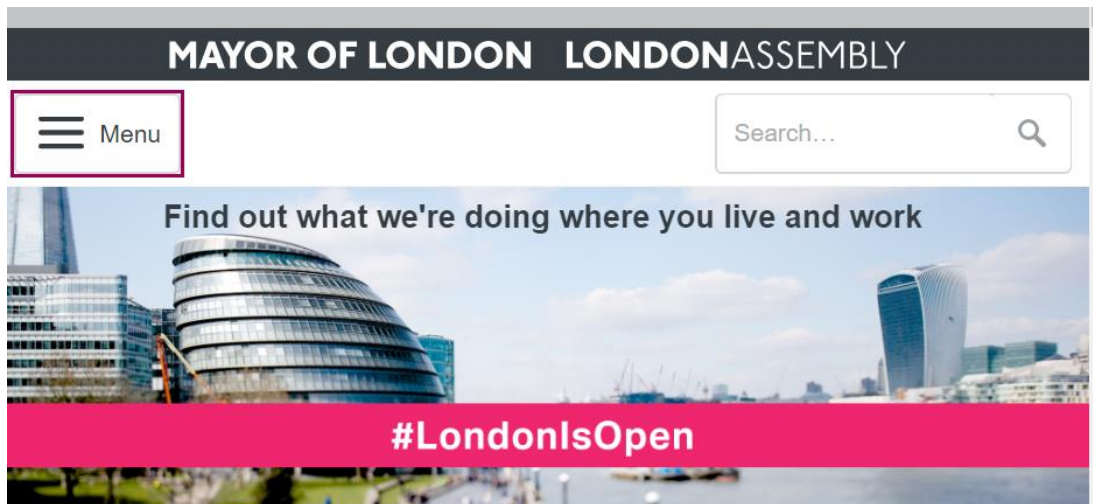 MAYOR OF LONDON LONDONASSEMBLY
Menu
Search...
Find out what we're doing where you live and work
#LondonIsOpen